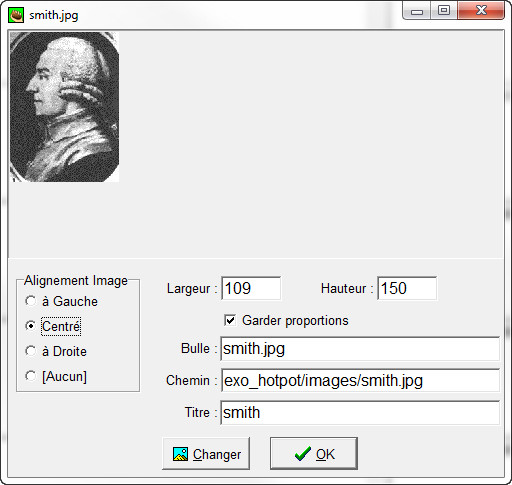 smith.jpg
Alignement Image
à Gauche
Centré
à Droite
[Aucun]
Largeur : 109
Hauteur : 150
Garder proportions
Bulle : smith.jpg
Chemin : exo_hotpot/images/smith.jpg
Titre : smith
Changer
OK